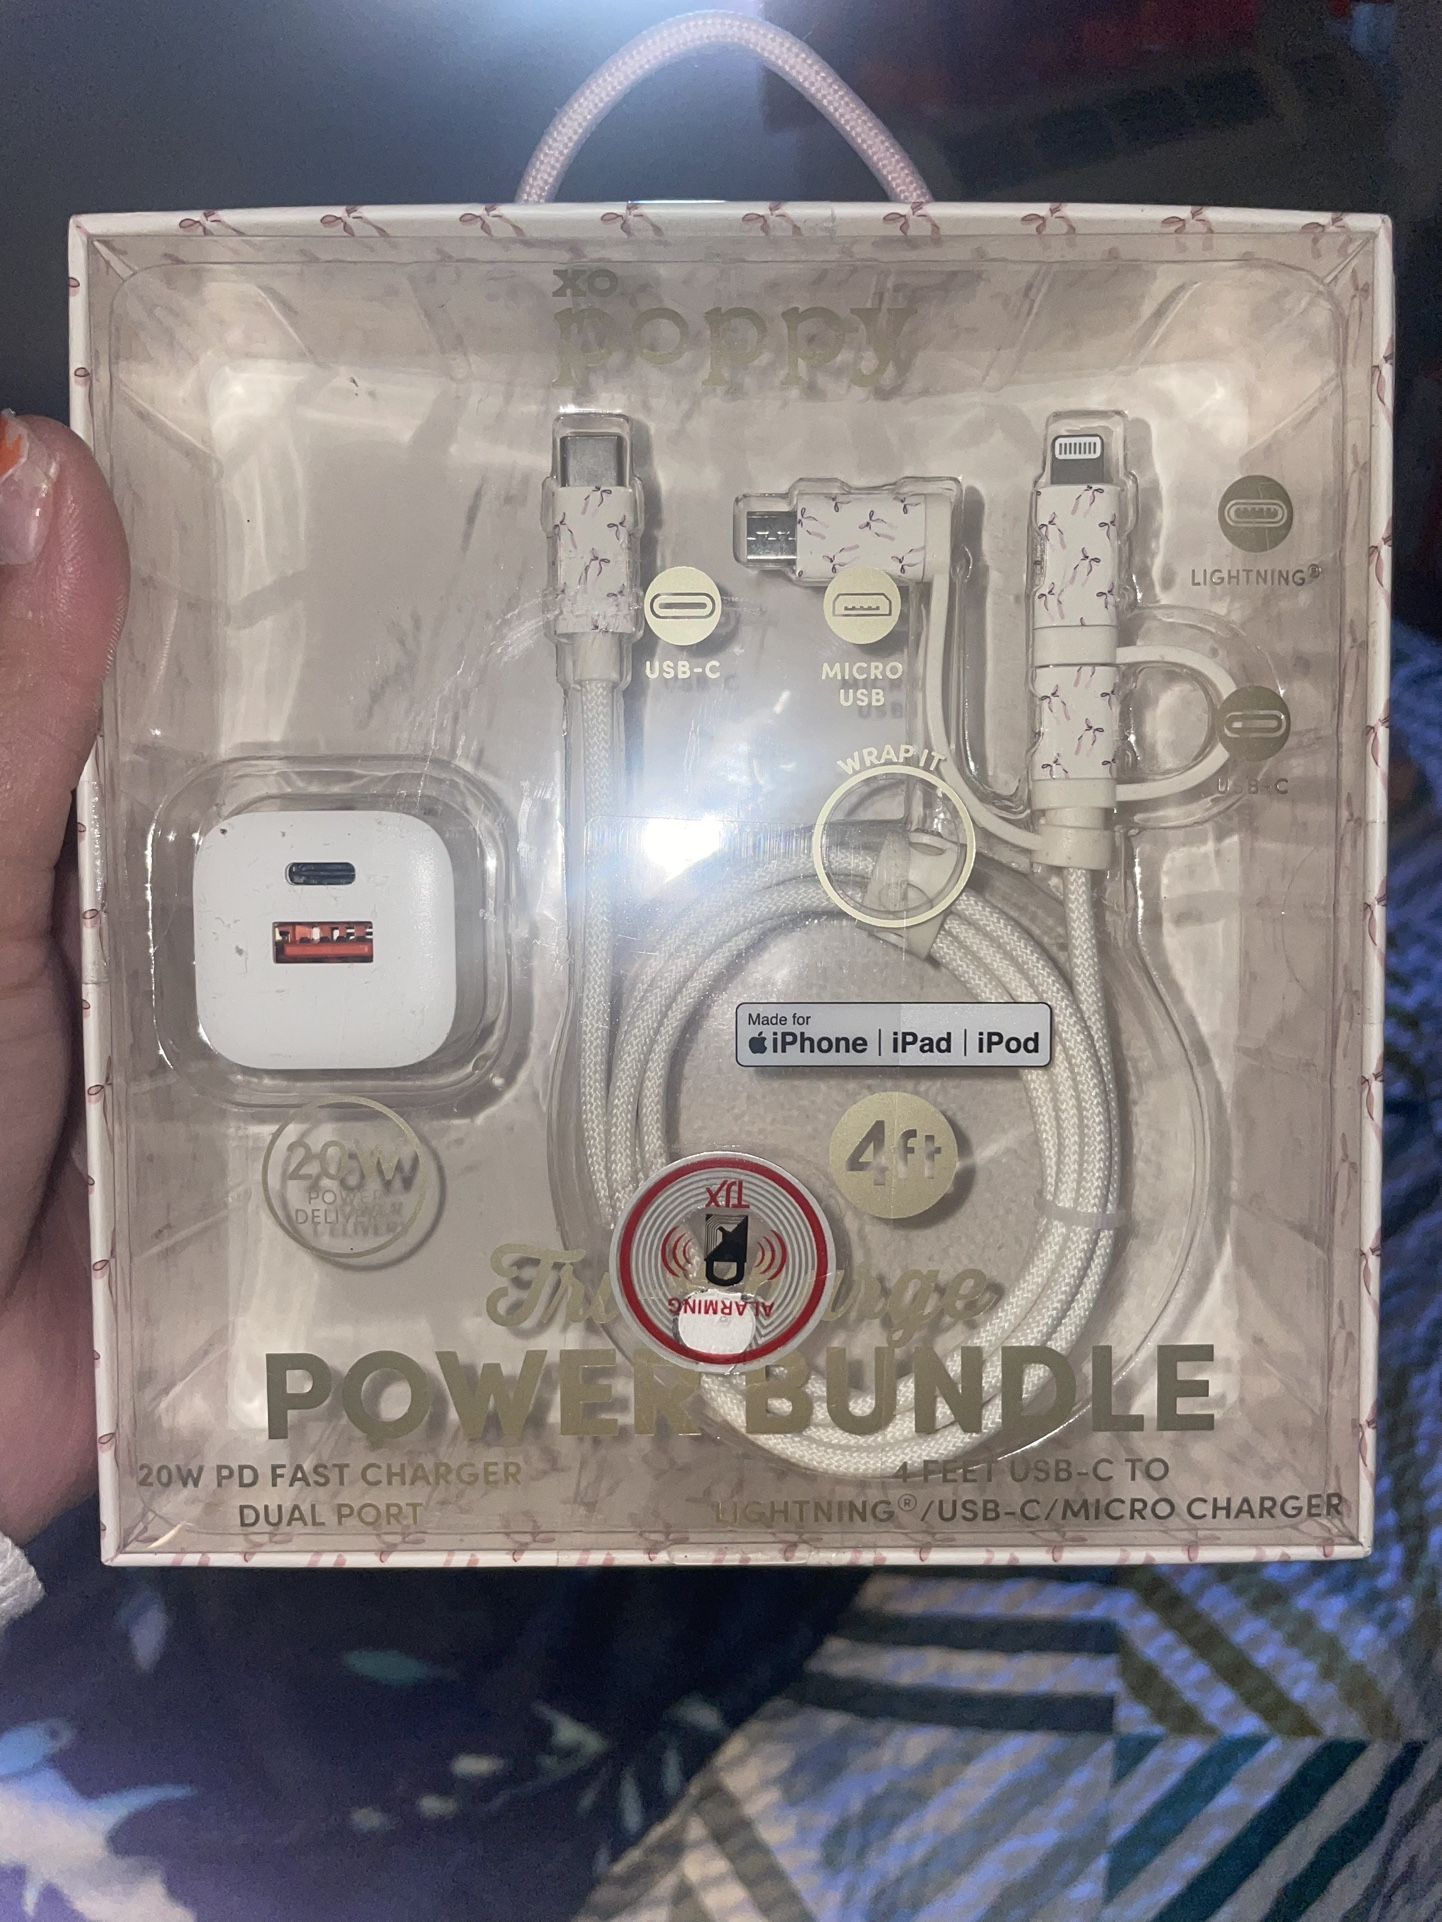 xo
poppy
LIGHTNING®
USB-C
MICRO
USB
WRAP IT
USB-C
Made for
iPhone | iPad | iPod
20W
POWER
DELIVERY
4ft
TJX
ALARMING
POWER BUNDLE
20W PD FAST CHARGER
DUAL PORT
4 FEET USB-C TO
LIGHTNING®/USB-C/MICRO CHARGER